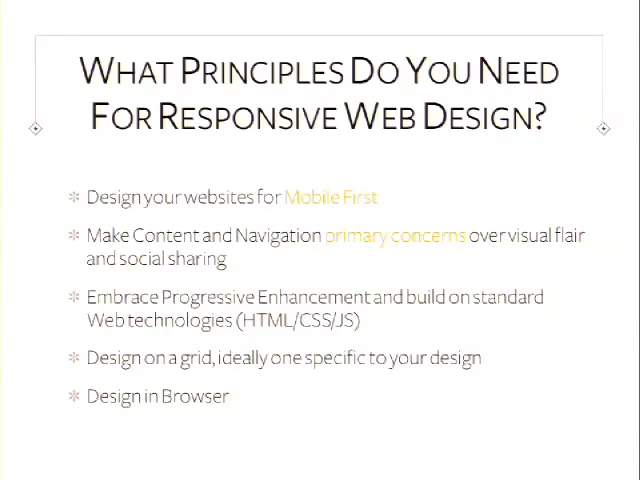 WHAT PRINCIPLES DO YOU NEED
FOR RESPONSIVE WEB DESIGN?
Design your websites for Mobile First
Make Content and Navigation primary concerns over visual flair
and social sharing
Embrace Progressive Enhancement and build on standard
Web technologies (HTML/CSS/JS)
Design on a grid, ideally one specific to your design
Design in Browser